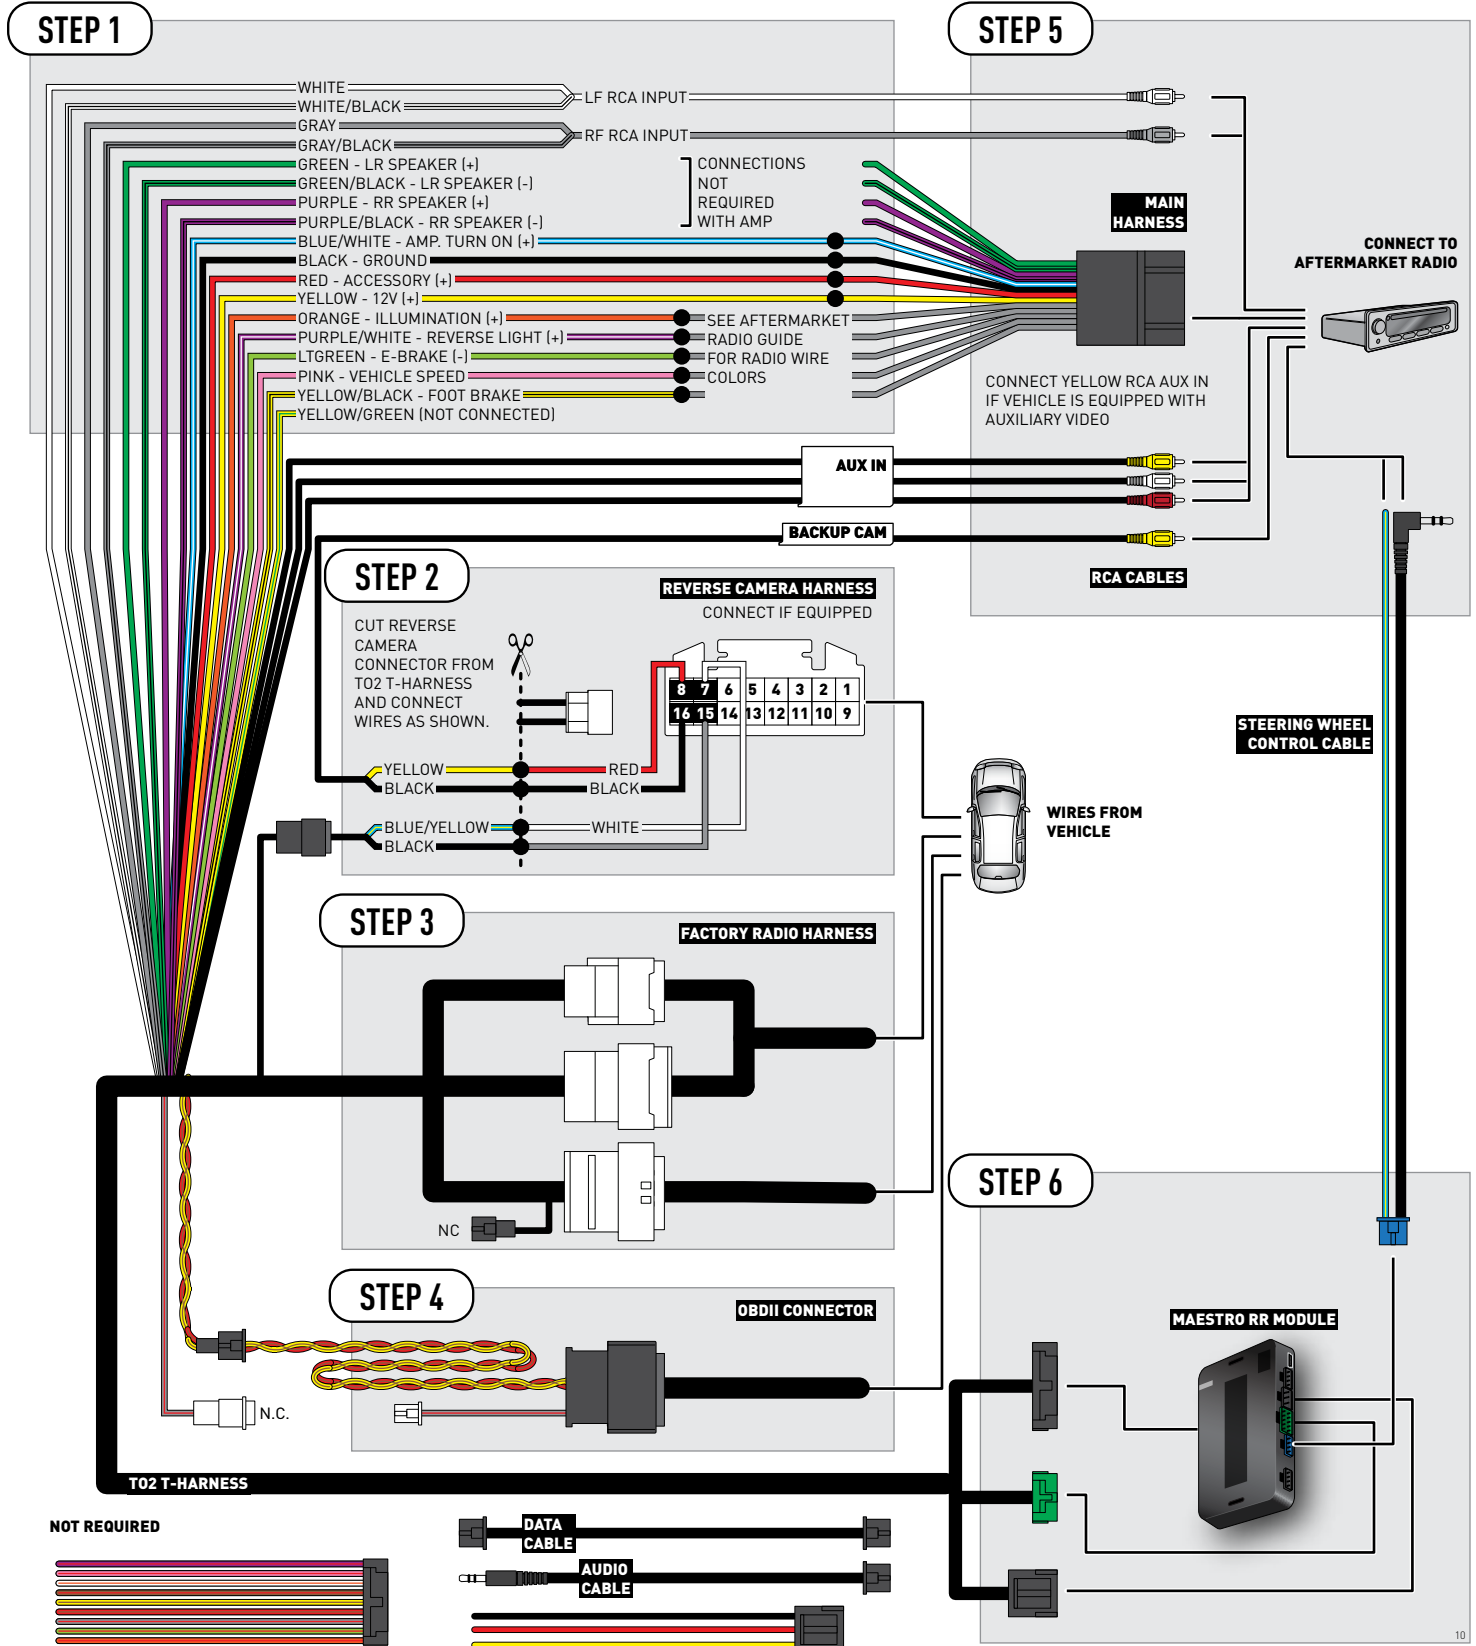 STEP 1
WHITE
WHITE/BLACK
LF RCA INPUT
GRAY
GRAY/BLACK
RF RCA INPUT
GREEN - LR SPEAKER (+)
GREEN/BLACK - LR SPEAKER (-)
PURPLE - RR SPEAKER (+)
PURPLE/BLACK - RR SPEAKER (-)
CONNECTIONS
NOT
REQUIRED
WITH AMP
BLUE/WHITE - AMP. TURN ON (+)
BLACK - GROUND
RED - ACCESSORY (+)
YELLOW - 12V (+)
ORANGE - ILLUMINATION (+)
PURPLE/WHITE - REVERSE LIGHT (+)
LTGREEN - E-BRAKE (-)
PINK - VEHICLE SPEED
YELLOW/BLACK - FOOT BRAKE
YELLOW/GREEN (NOT CONNECTED)
SEE AFTERMARKET
RADIO GUIDE
FOR RADIO WIRE
COLORS
AUX IN
BACKUP CAM
STEP 5
MAIN
HARNESS
CONNECT TO
AFTERMARKET RADIO
CONNECT YELLOW RCA AUX IN
IF VEHICLE IS EQUIPPED WITH
AUXILIARY VIDEO
RCA CABLES
STEERING WHEEL
CONTROL CABLE
STEP 2
REVERSE CAMERA HARNESS
CONNECT IF EQUIPPED
CUT REVERSE
CAMERA
CONNECTOR FROM
TO2 T-HARNESS
AND CONNECT
WIRES AS SHOWN.
8 7 6 5 4 3 2 1
16 15 14 13 12 11 10 9
YELLOW
RED
BLACK
BLACK
BLUE/YELLOW
WHITE
BLACK
WIRES FROM
VEHICLE
STEP 3
FACTORY RADIO HARNESS
NC
STEP 4
OBDII CONNECTOR
N.C.
STEP 6
MAESTRO RR MODULE
TO2 T-HARNESS
NOT REQUIRED
DATA
CABLE
AUDIO
CABLE
10